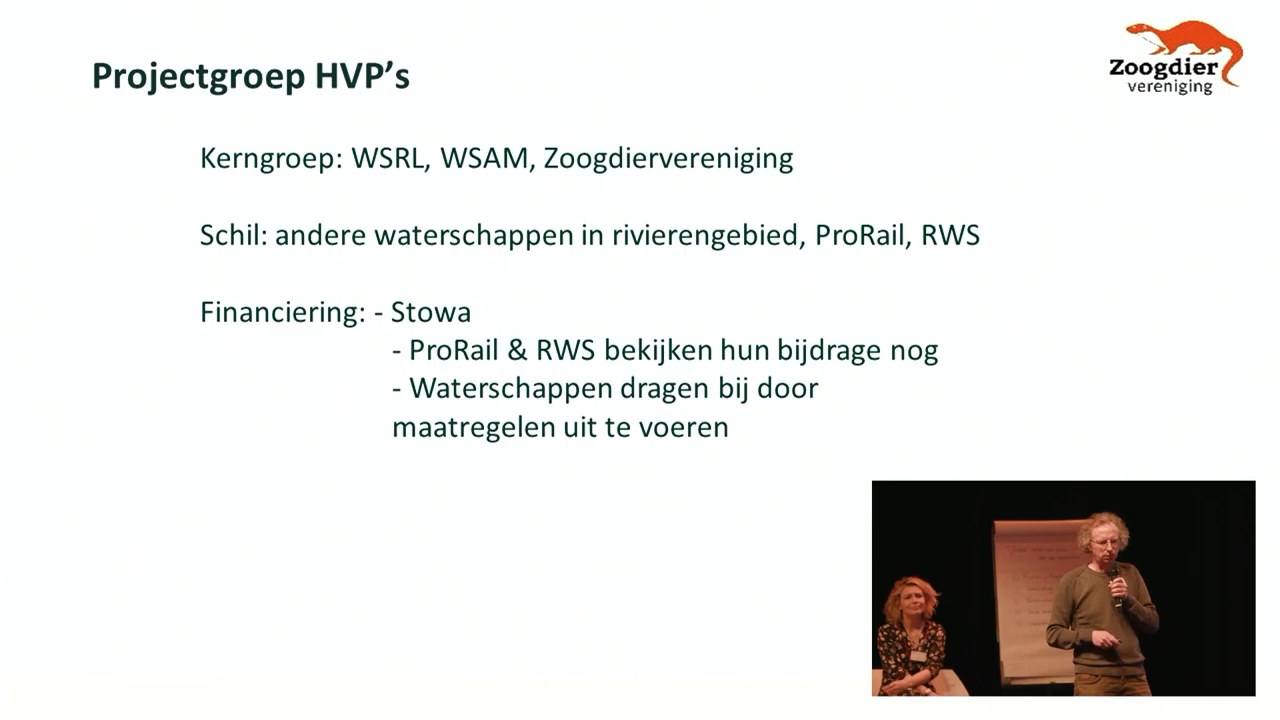 Projectgroep HVP's
Zoogdier
vereniging
Kerngroep: WSRL, WSAM, Zoogdiervereniging
Schil: andere waterschappen in rivierengebied, ProRail, RWS
Financiering: - Stowa
- ProRail & RWS bekijken hun bijdrage nog
- Waterschappen dragen bij door
maatregelen uit te voeren